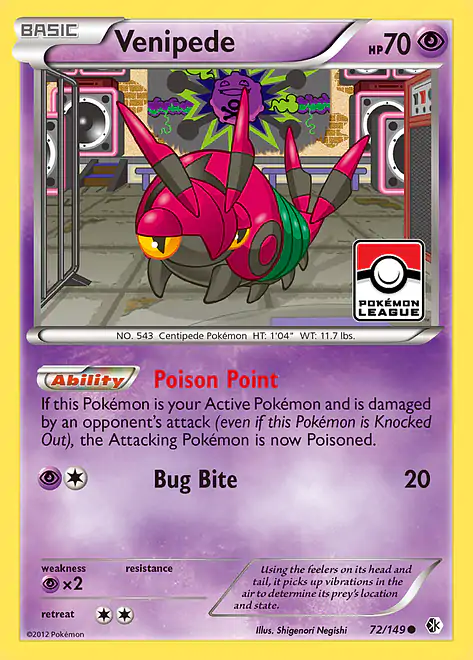 BASIC
Venipede
HP70
POKÉMON
LEAGUE
NO. 543 Centipede Pokémon HT: 1'04" WT: 11.7 lbs.
Ability Poison Point
If this Pokémon is your Active Pokémon and is damaged
by an opponent's attack (even if this Pokémon is Knocked
Out), the Attacking Pokémon is now Poisoned.
Bug Bite 20
weakness resistance
×2
retreat
Using the feelers on its head and
tail, it picks up vibrations in the
air to determine its prey's location
and state.
©2012 Pokémon
Illus. Shigenori Negishi
72/149